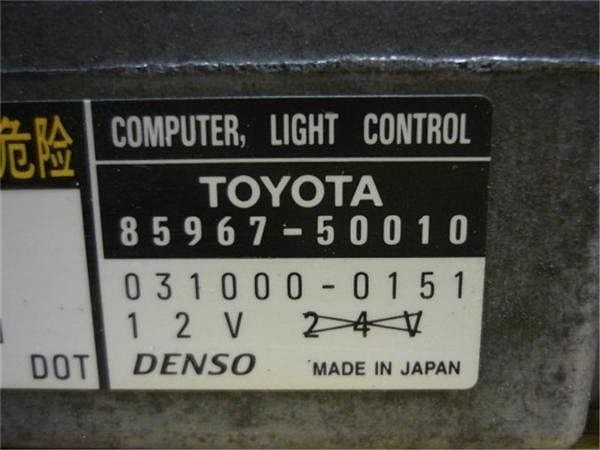 危险
COMPUTER, LIGHT CONTROL
TOYOTA
85967-50010
031000-0151
12V 24V
DOT
DENSO MADE IN JAPAN